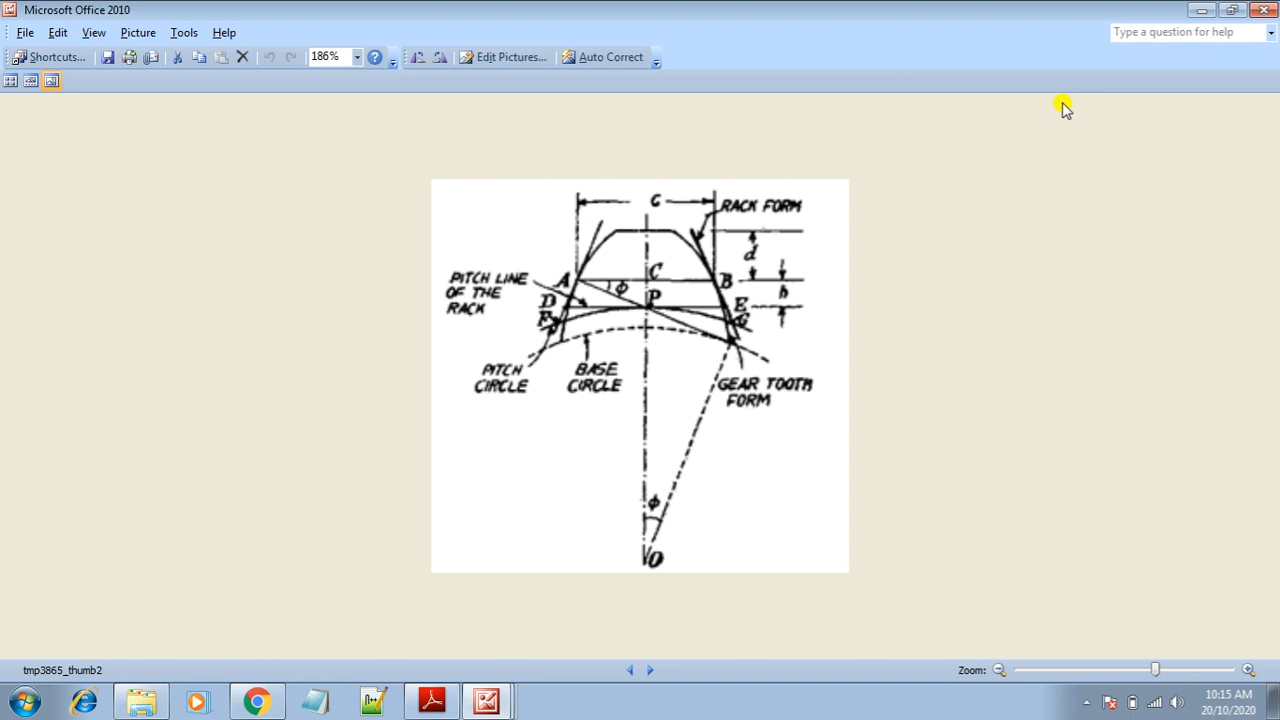 Microsoft Office 2010
File Edit View Picture Tools Help
Type a question for help
Shortcuts...
186%
Edit Pictures...
Auto Correct
C
RACK FORM
d
A
C
B
PITCH LINE
OF THE
RACK
φ
h
D
P
E
F
G
PITCH
CIRCLE
BASE
CIRCLE
GEAR TOOTH
FORM
φ
O
tmp3865_thumb2
Zoom:
10:15 AM
20/10/2020